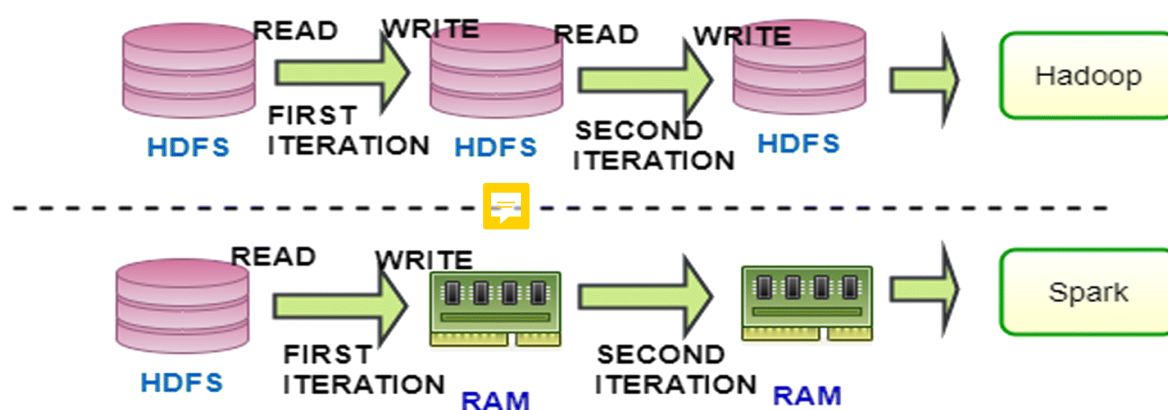 READ
WRITE
READ
WRITE
Hadoop
FIRST
ITERATION
SECOND
ITERATION
HDFS
HDFS
HDFS
READ
WRITE
Spark
FIRST
ITERATION
SECOND
ITERATION
HDFS
RAM
RAM